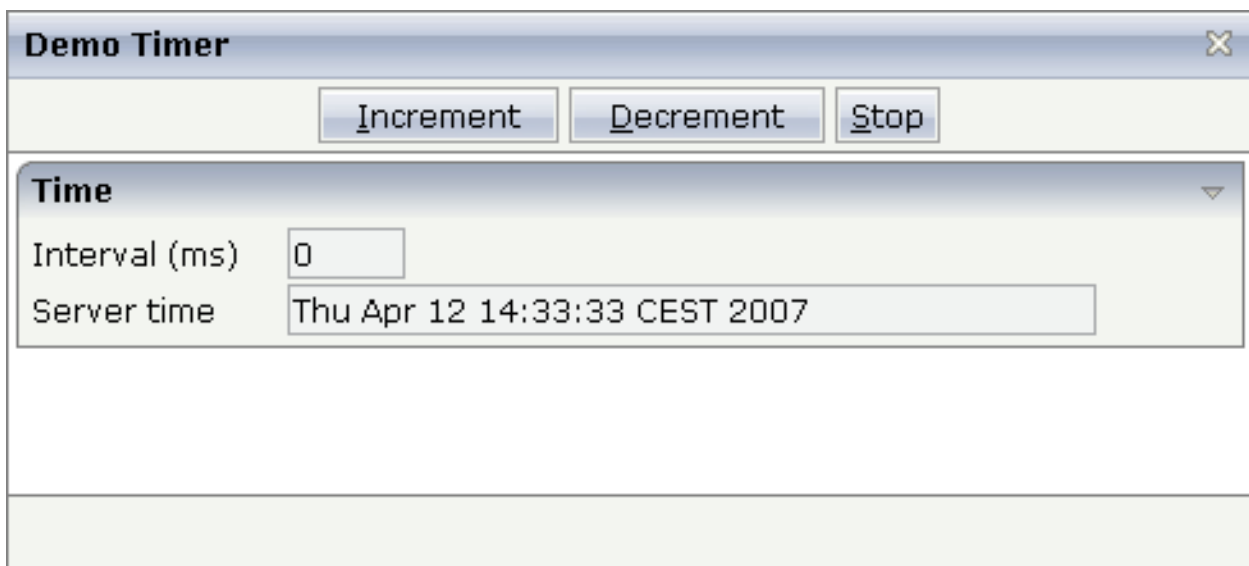 Demo Timer
Increment Decrement Stop
Time
Interval (ms) 0
Server time Thu Apr 12 14:33:33 CEST 2007